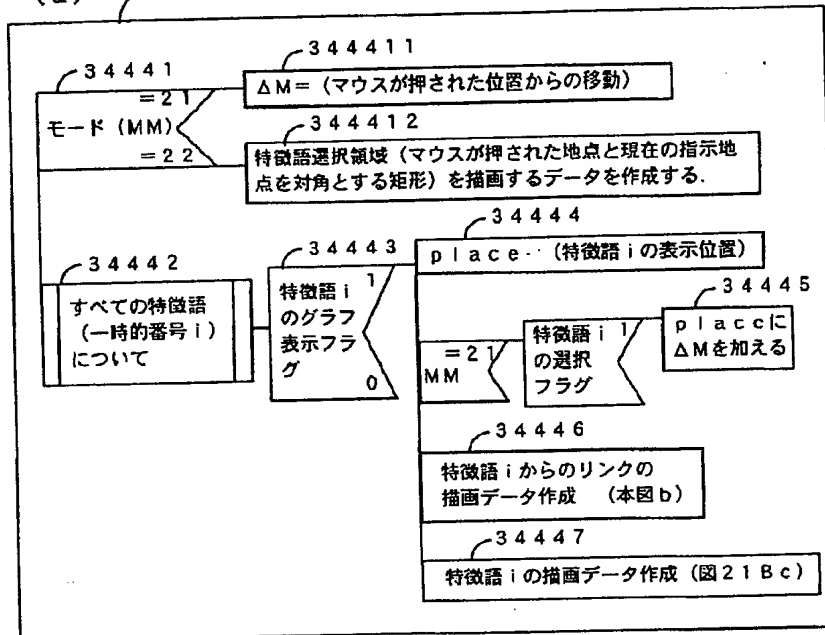 (a)
34441
344411
ΔM=(マウスが押された位置からの移動)
=21
モード(MM)
=22
344412
特徴語選択領域(マウスが押された地点と現在の指示地
点を対角とする矩形)を描画するデータを作成する.
34442
すべての特徴語
(一時的番号i)
について
34443
特徴語i
のグラフ
表示フラ
グ
1
0
34444
place‥(特徴語iの表示位置)
=21
MM
特徴語i
の選択
フラグ
1
34445
placcに
ΔMを加える
34446
特徴語iからのリンクの
描画データ作成 (本図b)
34447
特徴語iの描画データ作成(図21Bc)